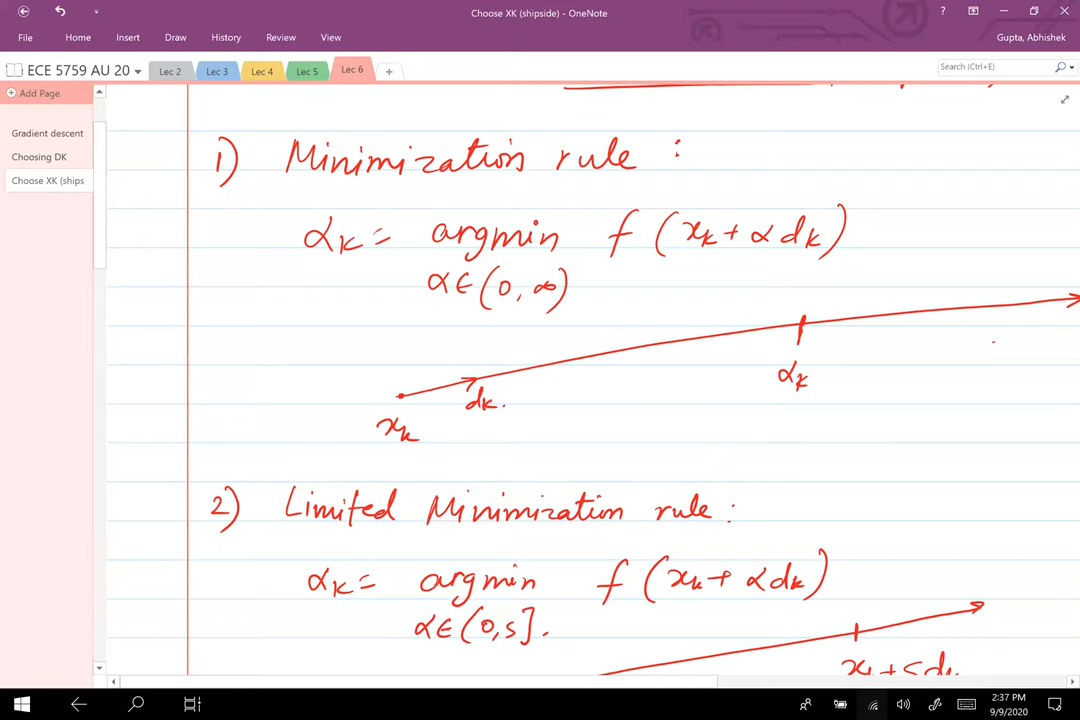 Choose XK (shipside) - OneNote
?
File Home Insert Draw History Review View Gupta, Abhishek
ECE 5759 AU 20 Lec 2 Lec 3 Lec 4 Lec 5 Lec 6 Search (Ctrl+E)
Add Page
Gradient descent
Choosing DK
Choose XK (ships
1) Minimization rule :
αk = argmin f (xk + α dk)
α∈(0, ∞)
αk
dk.
xk
2) Limited Minimization rule :
αk = argmin f (xk + α dk)
α∈(0, s].
xk + s dk
2:37 PM
9/9/2020